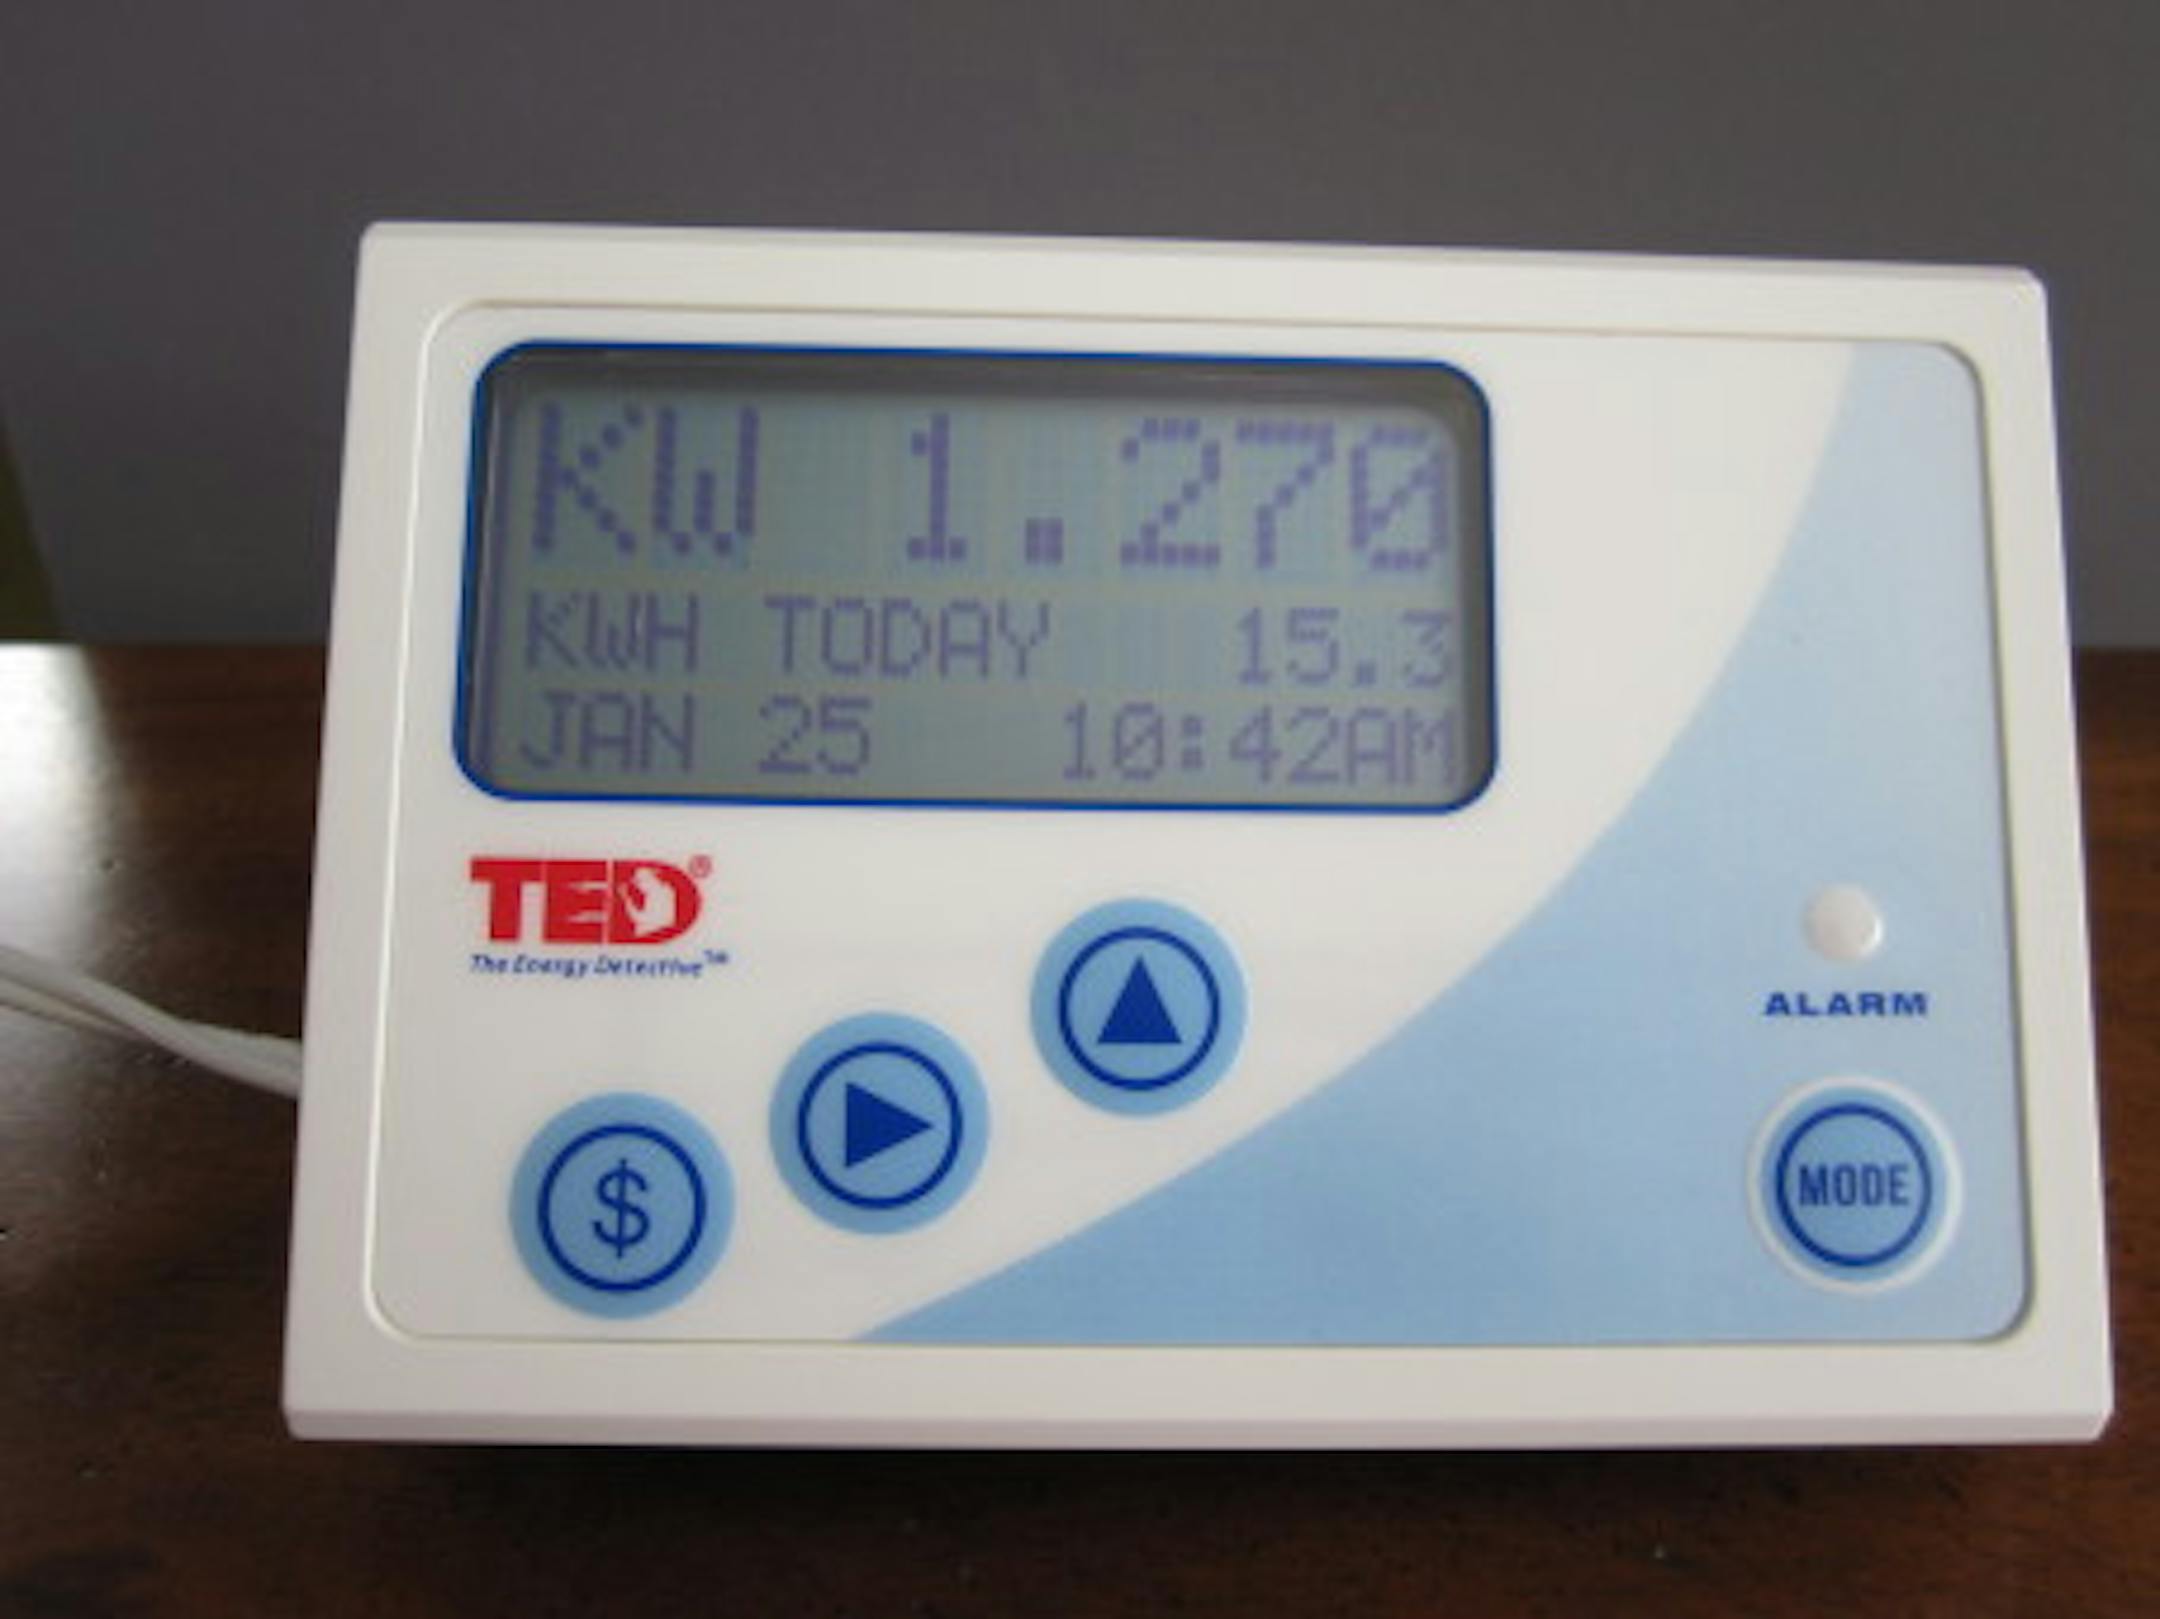 KW 1.270
KWH TODAY 15.3
JAN 25 10:42AM
TED®
The Energy Detective™
ALARM
$
MODE